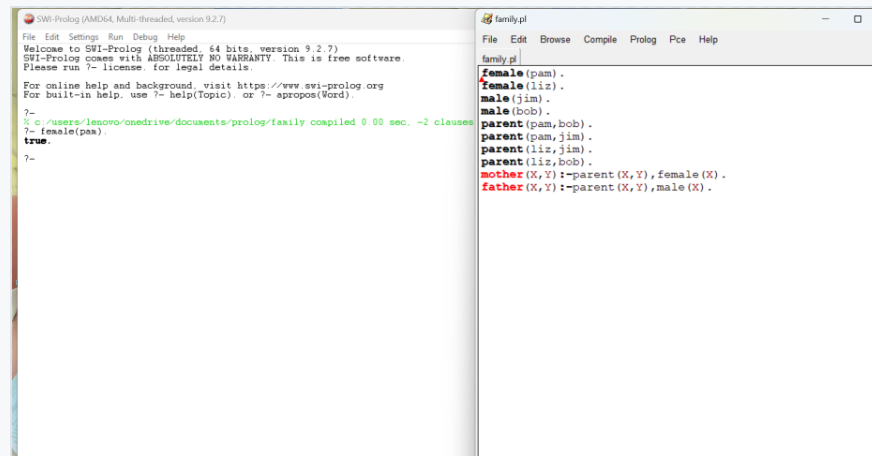 SWI-Prolog (AMD64, Multi-threaded, version 9.2.7)
File Edit Settings Run Debug Help
Welcome to SWI-Prolog (threaded, 64 bits, version 9.2.7)
SWI-Prolog comes with ABSOLUTELY NO WARRANTY. This is free software.
Please run ?- license. for legal details.
For online help and background, visit https://www.swi-prolog.org
For built-in help, use ?- help(Topic). or ?- apropos(Word).
?-
% c:/users/lenovo/onedrive/documents/prolog/family compiled 0.00 sec, -2 clauses
?- female(pam).
true.
?-
family.pl
File Edit Browse Compile Prolog Pce Help
family.pl
female(pam).
female(liz).
male(jim).
male(bob).
parent(pam,bob).
parent(pam,jim).
parent(liz,jim).
parent(liz,bob).
mother(X,Y):-parent(X,Y),female(X).
father(X,Y):-parent(X,Y),male(X).